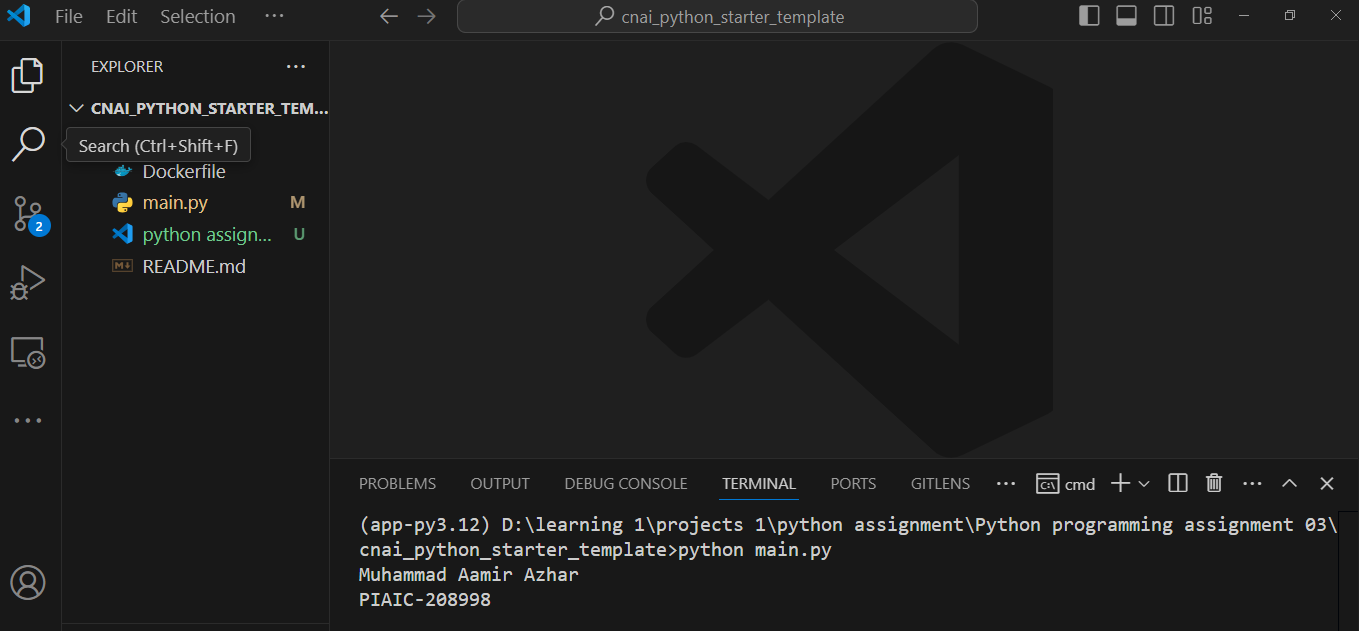 File Edit Selection ···
cnai_python_starter_template
EXPLORER ···
CNAI_PYTHON_STARTER_TEM...
Search (Ctrl+Shift+F)
Dockerfile
main.py M
2
python assign... U
M↓
README.md
PROBLEMS OUTPUT DEBUG CONSOLE TERMINAL PORTS GITLENS ··· cmd
(app-py3.12) D:\learning 1\projects 1\python assignment\Python programming assignment 03\
cnai_python_starter_template>python main.py
Muhammad Aamir Azhar
PIAIC-208998